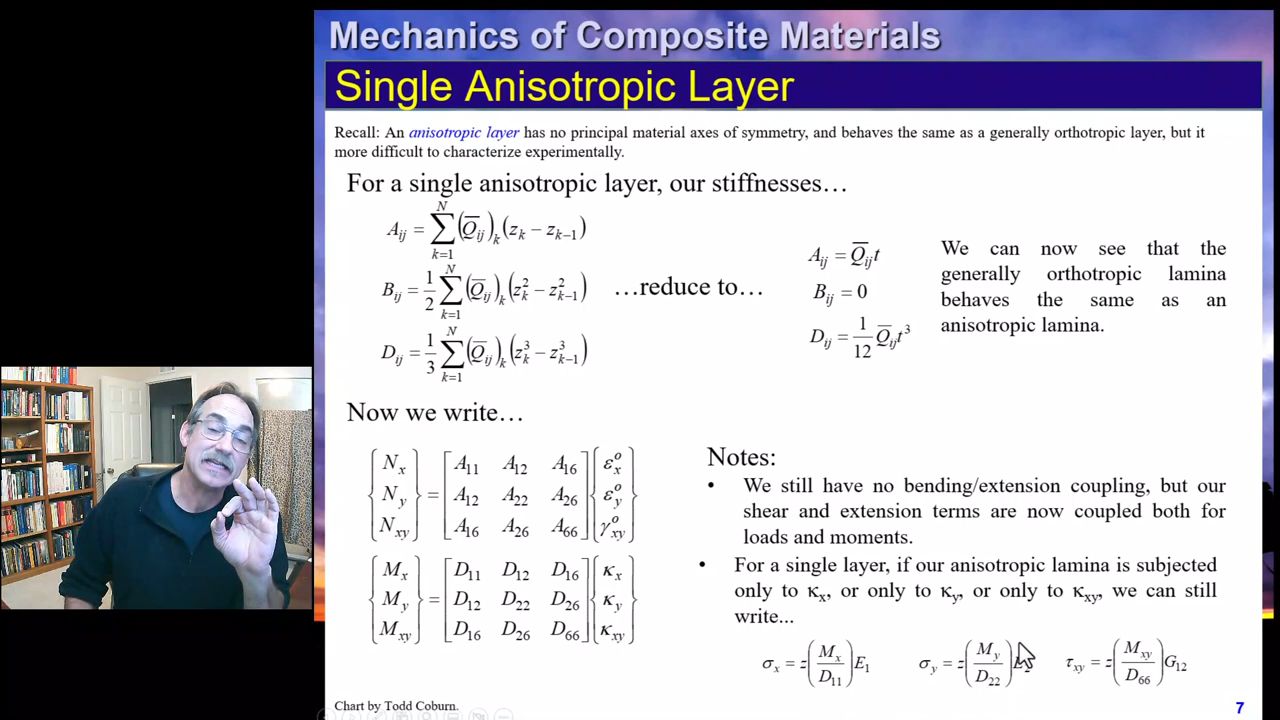 Mechanics of Composite Materials
Single Anisotropic Layer
Recall: An anisotropic layer has no principal material axes of symmetry, and behaves the same as a generally orthotropic layer, but it
more difficult to characterize experimentally.
For a single anisotropic layer, our stiffnesses…
A_ij = ∑_{k=1}^{N} (Q̅_ij)_k (z_k − z_{k−1})
B_ij = 1/2 ∑_{k=1}^{N} (Q̅_ij)_k (z_k^2 − z_{k−1}^2)
D_ij = 1/3 ∑_{k=1}^{N} (Q̅_ij)_k (z_k^3 − z_{k−1}^3)
…reduce to…
A_ij = Q̅_ij t
B_ij = 0
D_ij = 1/12 Q̅_ij t^3
We can now see that the
generally orthotropic lamina
behaves the same as an
anisotropic lamina.
Now we write…
{N_x N_y N_xy} = [A_11 A_12 A_16; A_12 A_22 A_26; A_16 A_26 A_66] {ε_x^o ε_y^o γ_xy^o}
{M_x M_y M_xy} = [D_11 D_12 D_16; D_12 D_22 D_26; D_16 D_26 D_66] {κ_x κ_y κ_xy}
Notes:
• We still have no bending/extension coupling, but our
shear and extension terms are now coupled both for
loads and moments.
• For a single layer, if our anisotropic lamina is subjected
only to κ_x, or only to κ_y, or only to κ_xy, we can still
write...
σ_x = z(M_x/D_11)E_1 σ_y = z(M_y/D_22) τ_xy = z(M_xy/D_66)G_12
Chart by Todd Coburn.
7